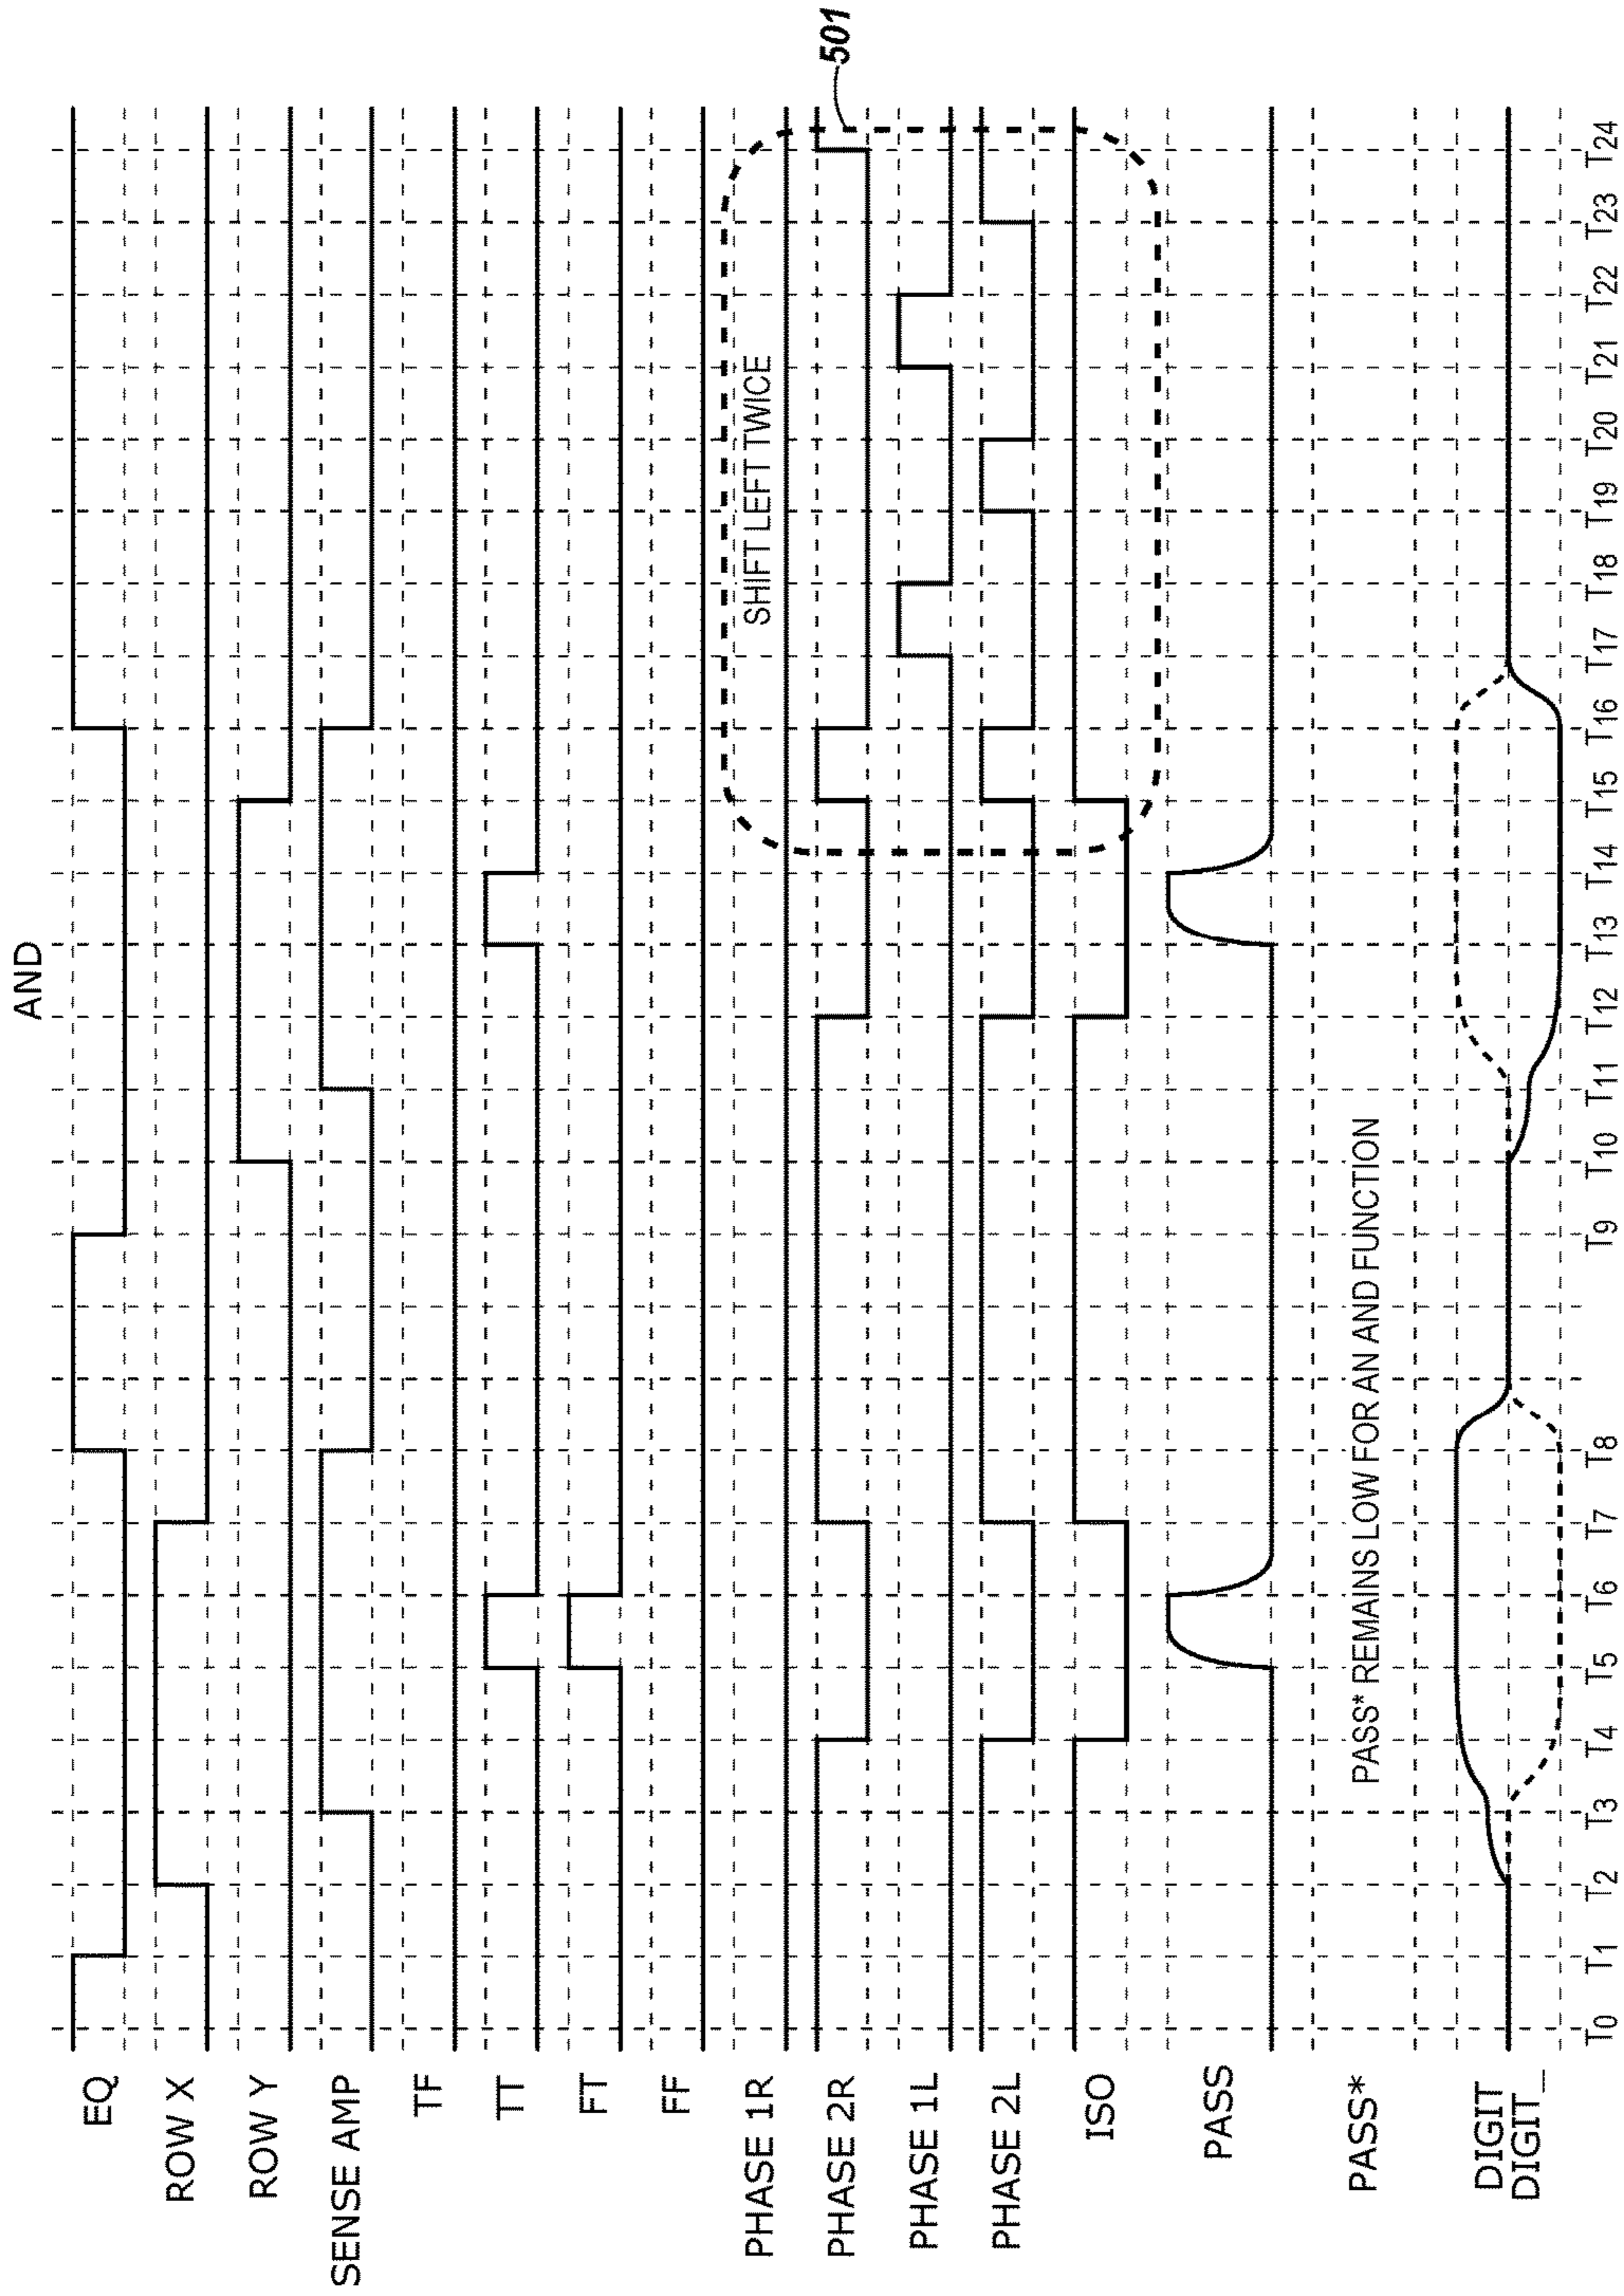 AND
EQ
ROW X
ROW Y
SENSE AMP
TF
TT
FT
FF
PHASE 1R
SHIFT LEFT TWICE
501
PHASE 2R
PHASE 1L
PHASE 2L
ISO
PASS
PASS*
PASS* REMAINS LOW FOR AN AND FUNCTION
DIGIT
DIGIT_
T0 T1 T2 T3 T4 T5 T6 T7 T8 T9 T10 T11 T12 T13 T14 T15 T16 T17 T18 T19 T20 T21 T22 T23 T24